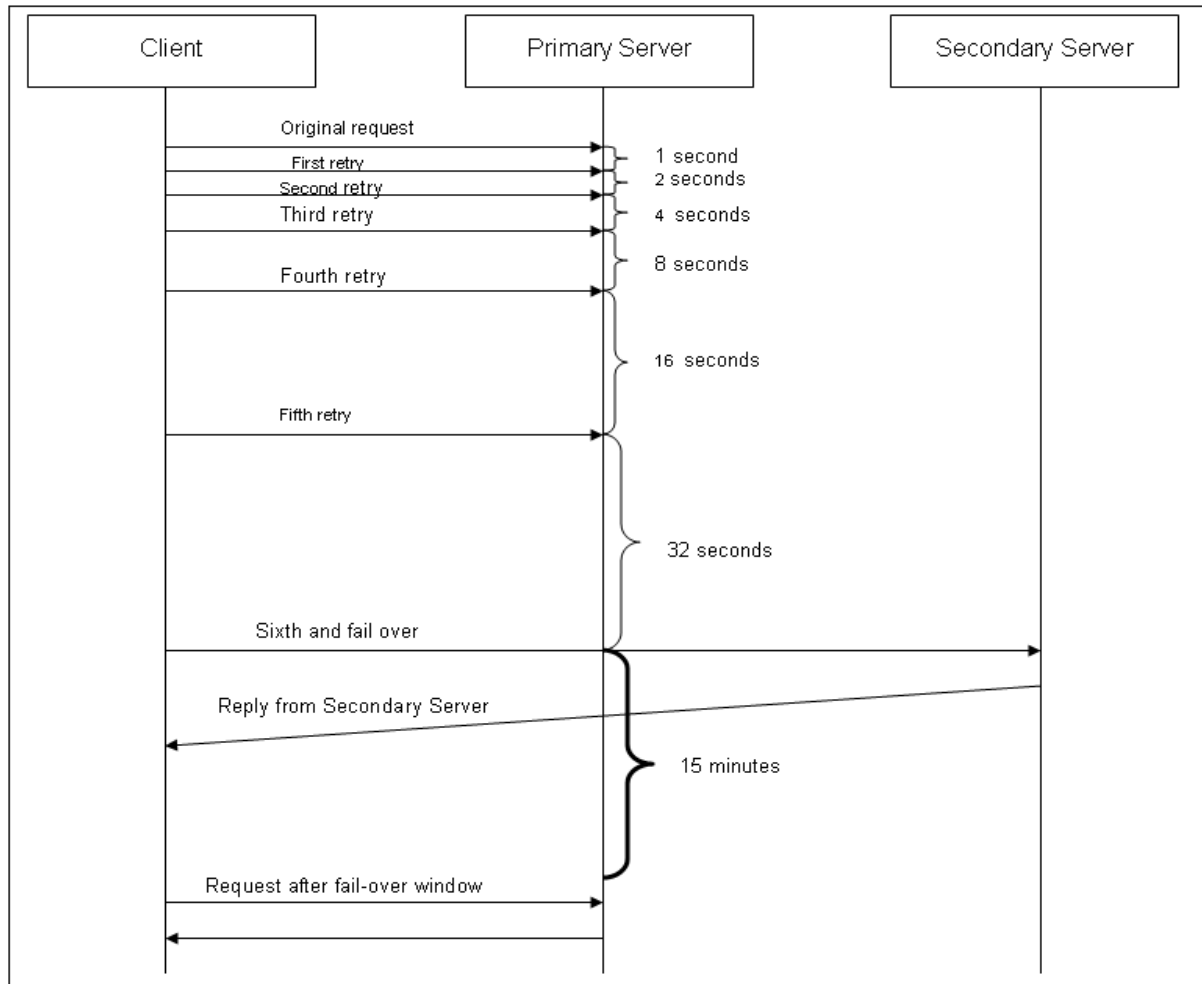 Client
Primary Server
Secondary Server
Original request
1 second
First retry
2 seconds
Second retry
Third retry
4 seconds
8 seconds
Fourth retry
16 seconds
Fifth retry
32 seconds
Sixth and fail over
Reply from Secondary Server
15 minutes
Request after fail-over window